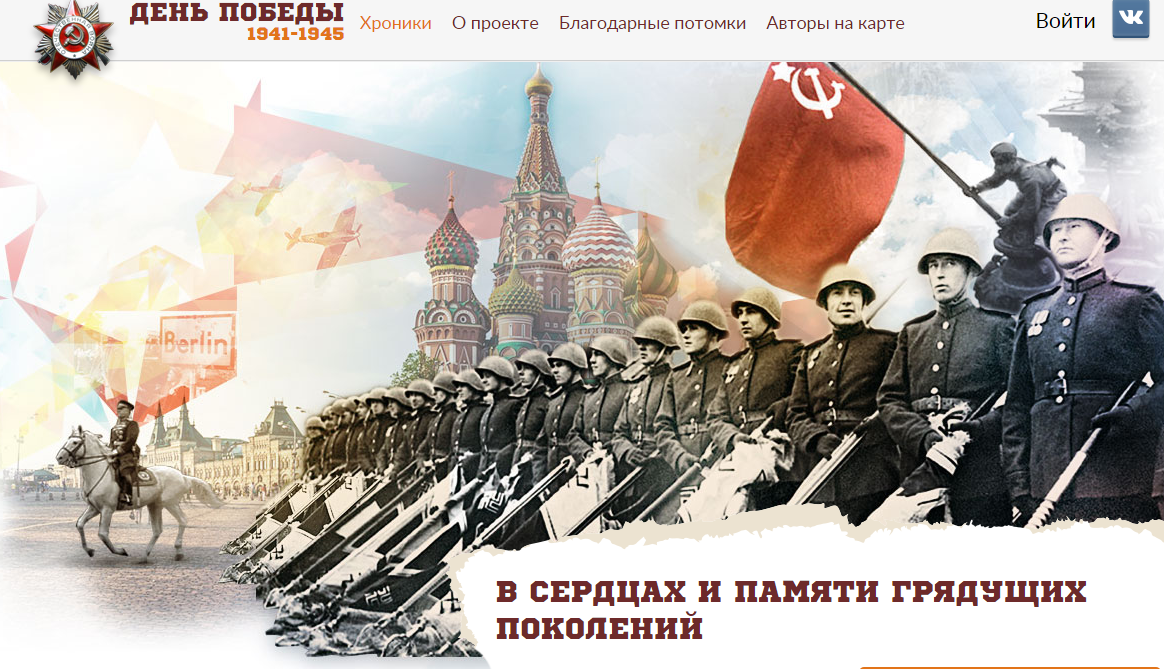 ДЕНЬ ПОБЕДЫ
1941-1945
Хроники О проекте Благодарные потомки Авторы на карте
Войти
Berlin
В СЕРДЦАХ И ПАМЯТИ ГРЯДУЩИХ
ПОКОЛЕНИЙ